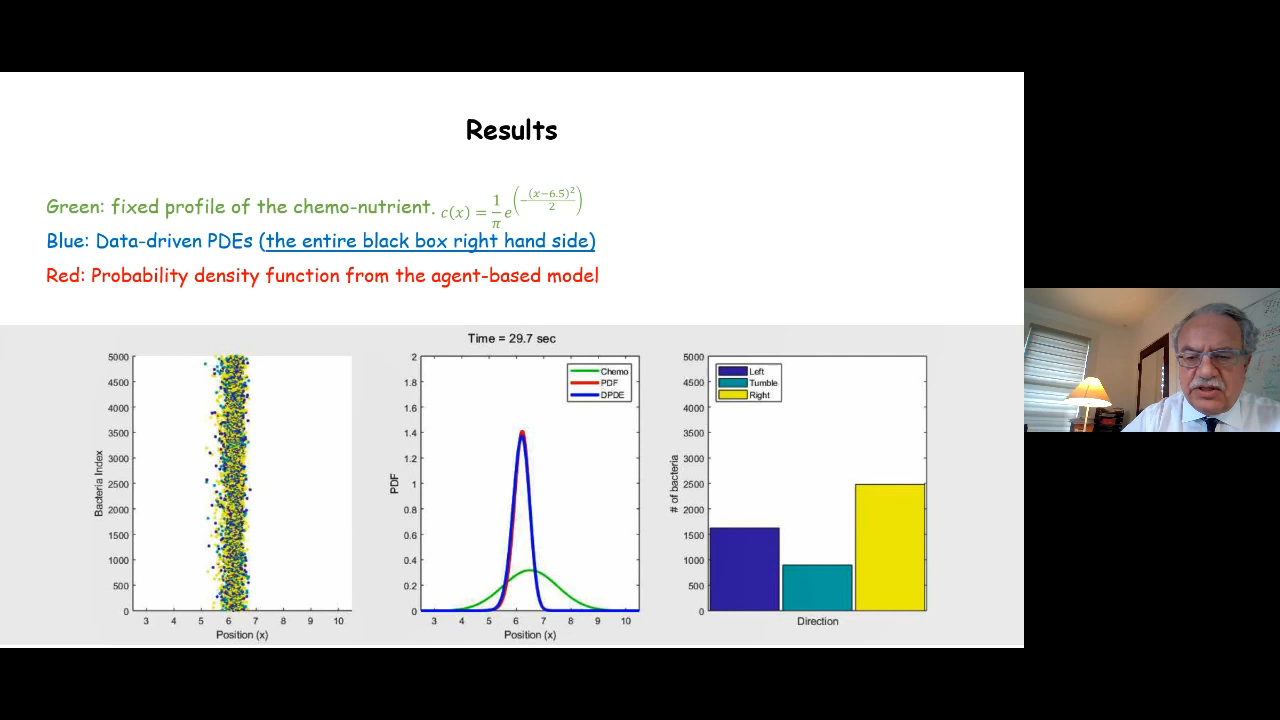 Results
Green: fixed profile of the chemo-nutrient. c(x) = 1/π e^(−(x−6.5)²/2)
Blue: Data-driven PDEs (the entire black box right hand side)
Red: Probability density function from the agent-based model
Time = 29.7 sec
5000
4500
4000
3500
3000
2500
2000
1500
1000
500
0
Bacteria Index
3 4 5 6 7 8 9 10
Position (x)
2
1.8
1.6
1.4
1.2
1
0.8
0.6
0.4
0.2
0
PDF
Chemo
PDF
DPDE
3 4 5 6 7 8 9 10
Position (x)
5000
4500
4000
3500
3000
2500
2000
1500
1000
500
0
# of bacteria
Left
Tumble
Right
Direction